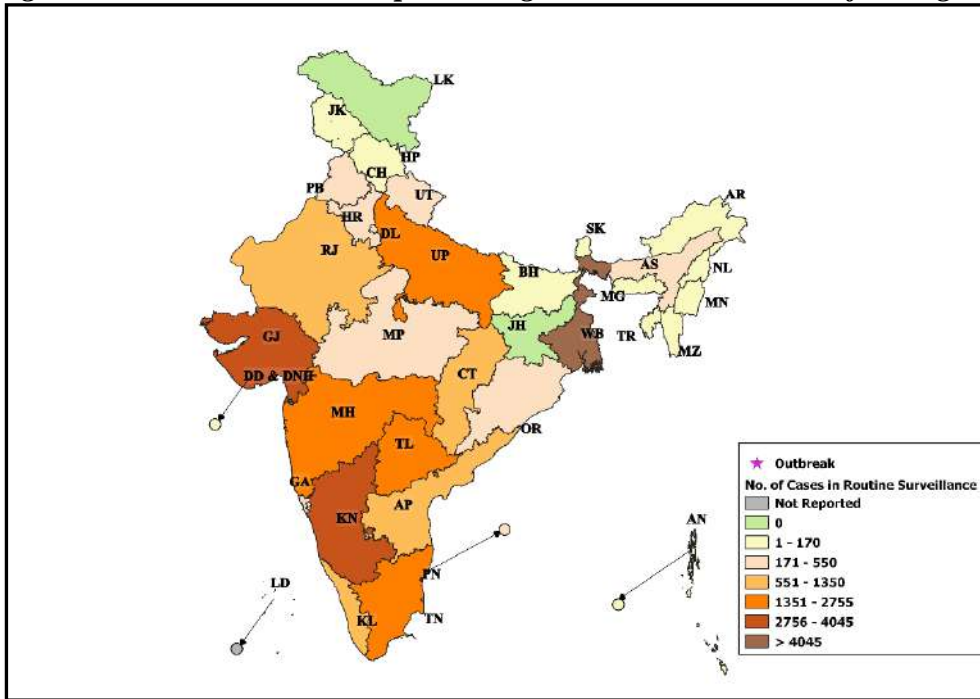 LK
JK
HP
CH
PB
UT
AR
HR
SK
DL
RJ
UP
AS
NL
BH
MG
MN
GJ
MP
JH
WB
TR
MZ
CT
DD & DNH
MH
OR
TL
GA
AP
KN
AN
PN
LD
KL
TN
Outbreak
No. of Cases in Routine Surveillance
Not Reported
0
1 - 170
171 - 550
551 - 1350
1351 - 2755
2756 - 4045
> 4045